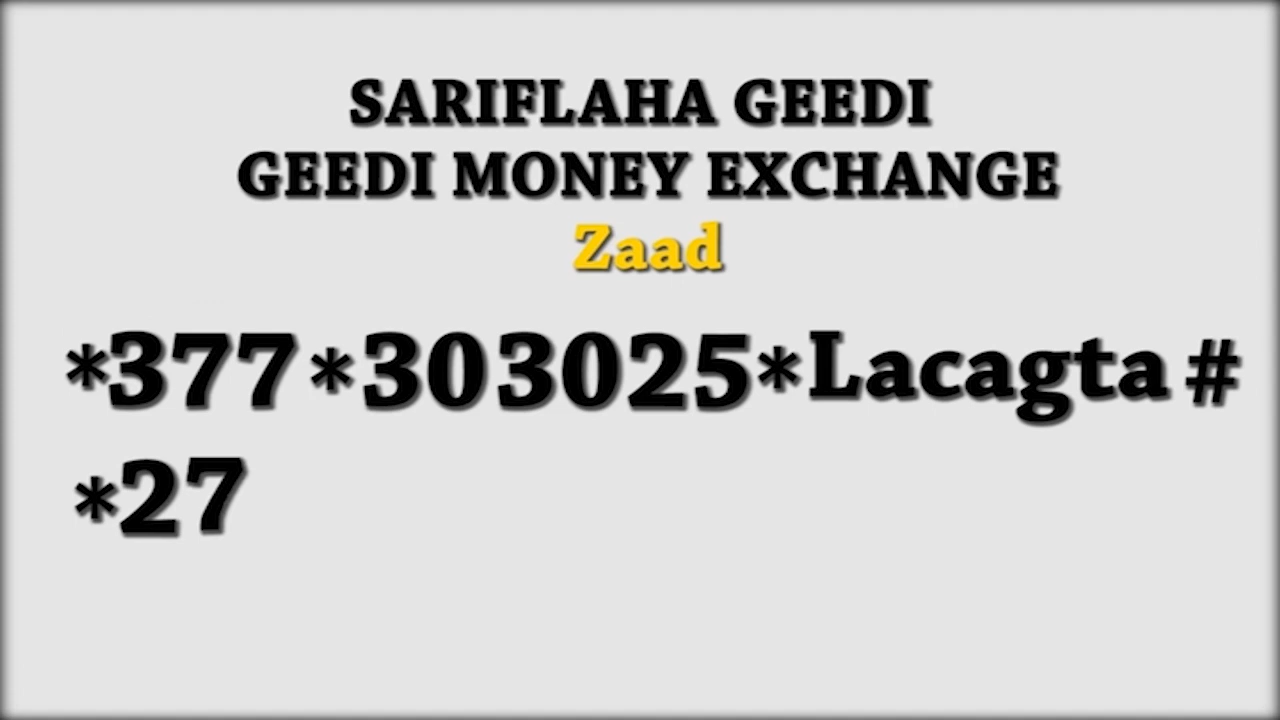 SARIFLAHA GEEDI
GEEDI MONEY EXCHANGE
Zaad
*377*303025*Lacagta#
*27